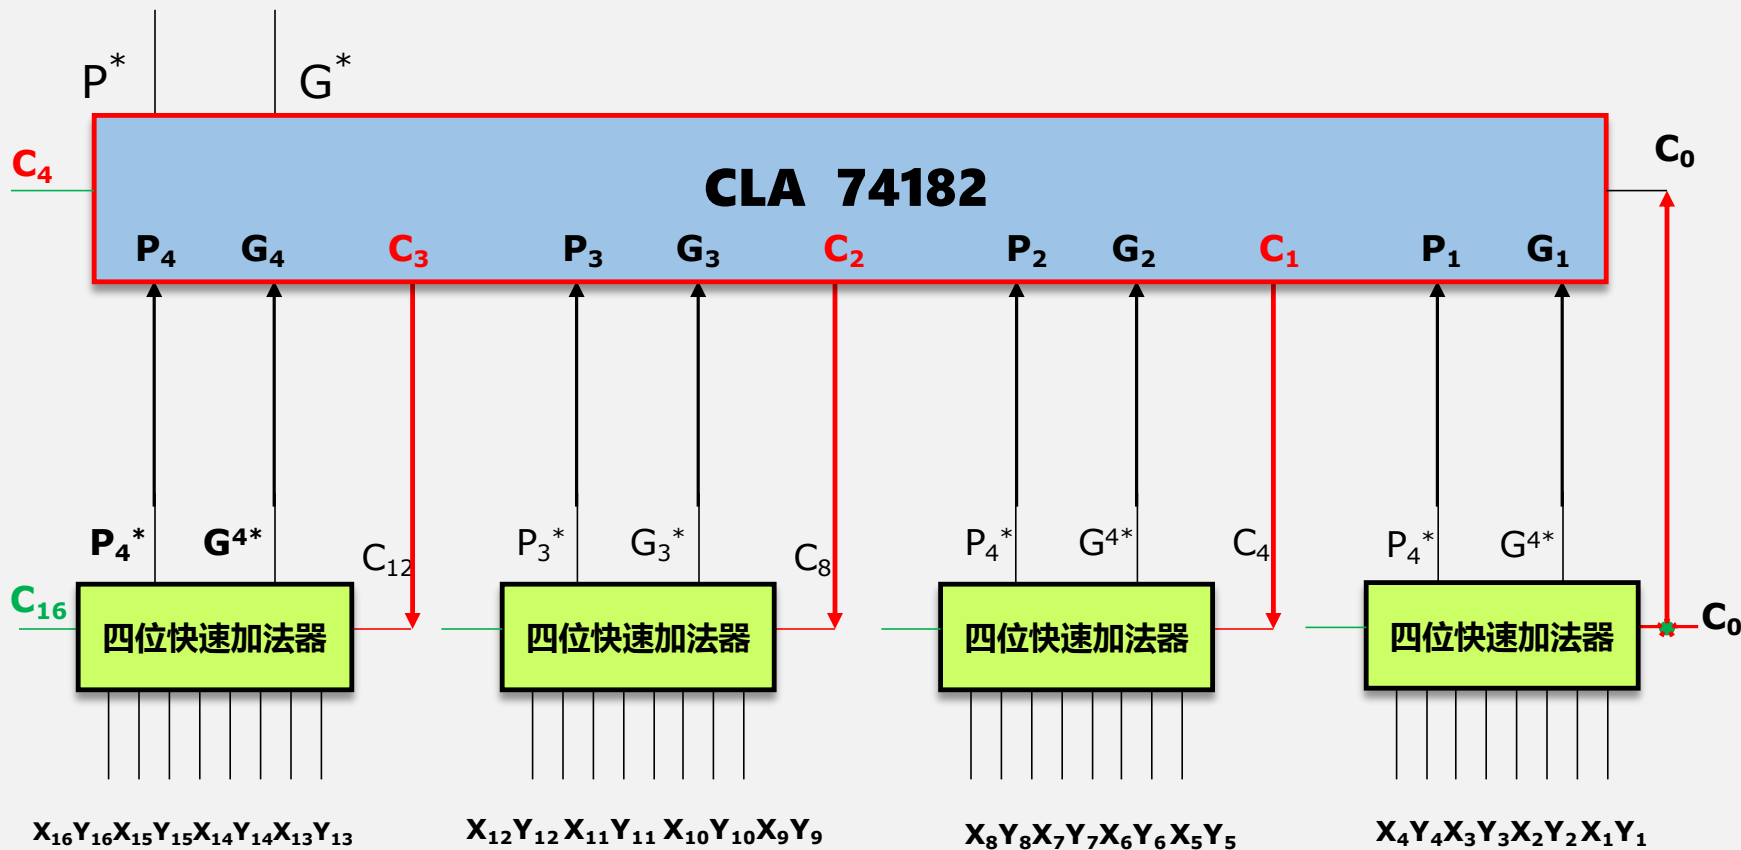 P* G*
C₄ CLA 74182 C₀
P₄ G₄ C₃ P₃ G₃ C₂ P₂ G₂ C₁ P₁ G₁
P₄* G⁴* C₁₂ P₃* G₃* C₈ P₄* G⁴* C₄ P₄* G⁴*
C₁₆ 四位快速加法器 四位快速加法器 四位快速加法器 四位快速加法器 C₀
X₁₆Y₁₆X₁₅Y₁₅X₁₄Y₁₄X₁₃Y₁₃ X₁₂Y₁₂X₁₁Y₁₁X₁₀Y₁₀X₉Y₉ X₈Y₈X₇Y₇X₆Y₆X₅Y₅ X₄Y₄X₃Y₃X₂Y₂X₁Y₁